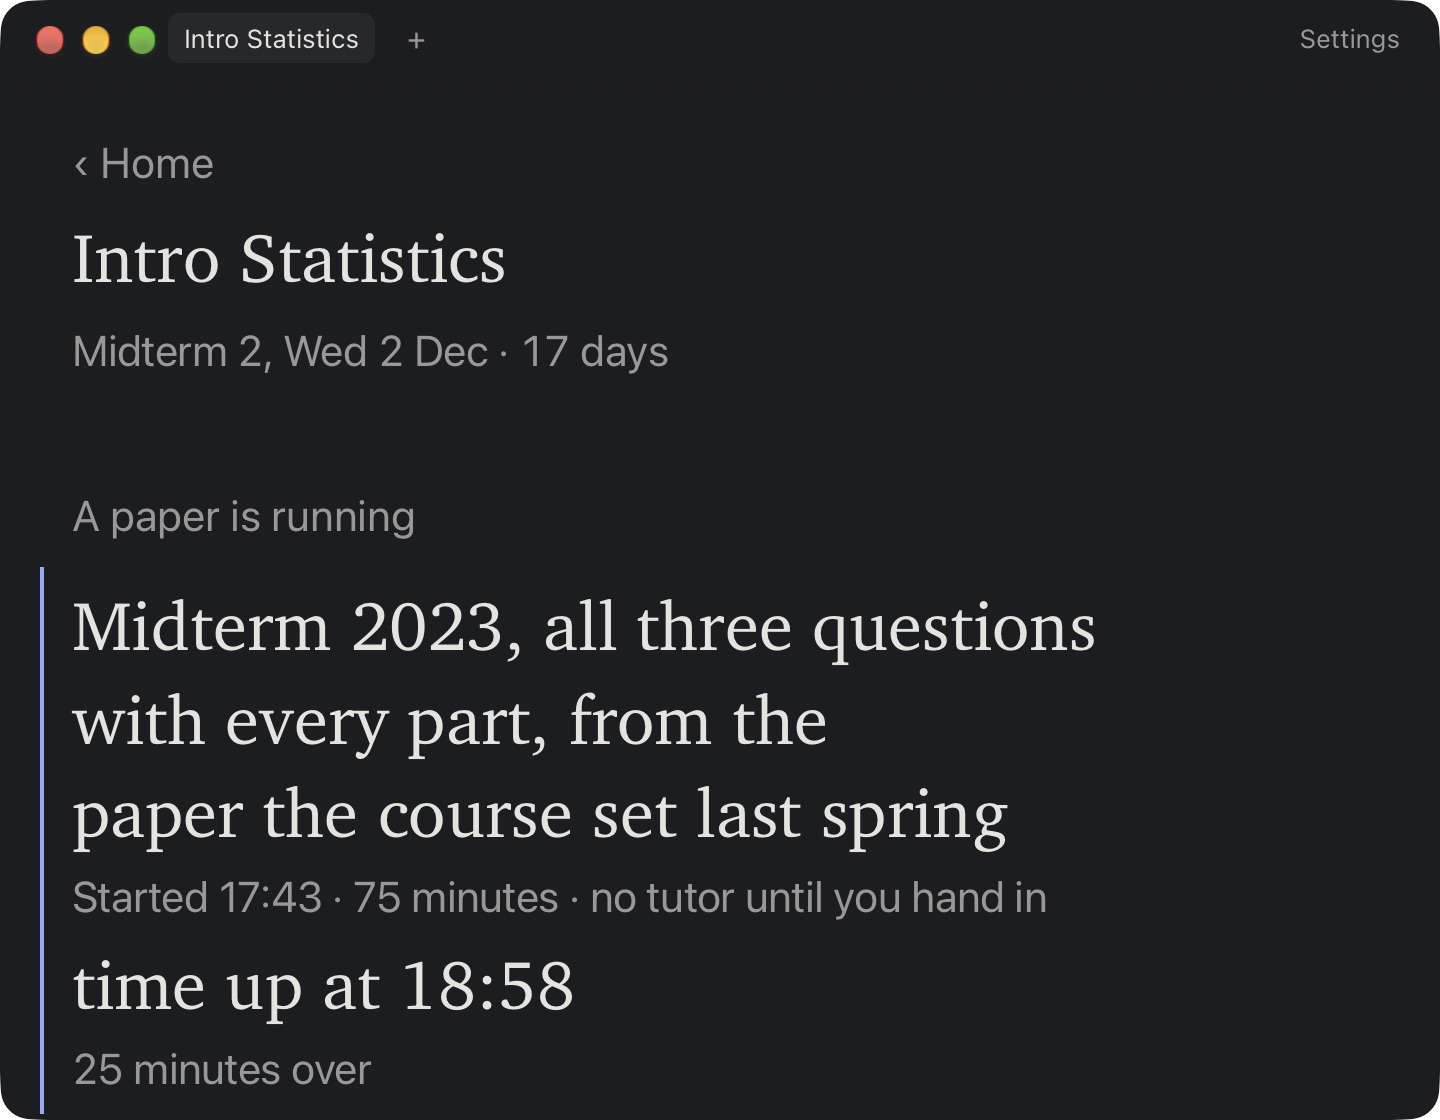 Intro Statistics
+
Settings
‹ Home
Intro Statistics
Midterm 2, Wed 2 Dec · 17 days
A paper is running
Midterm 2023, all three questions
with every part, from the
paper the course set last spring
Started 17:43 · 75 minutes · no tutor until you hand in
time up at 18:58
25 minutes over